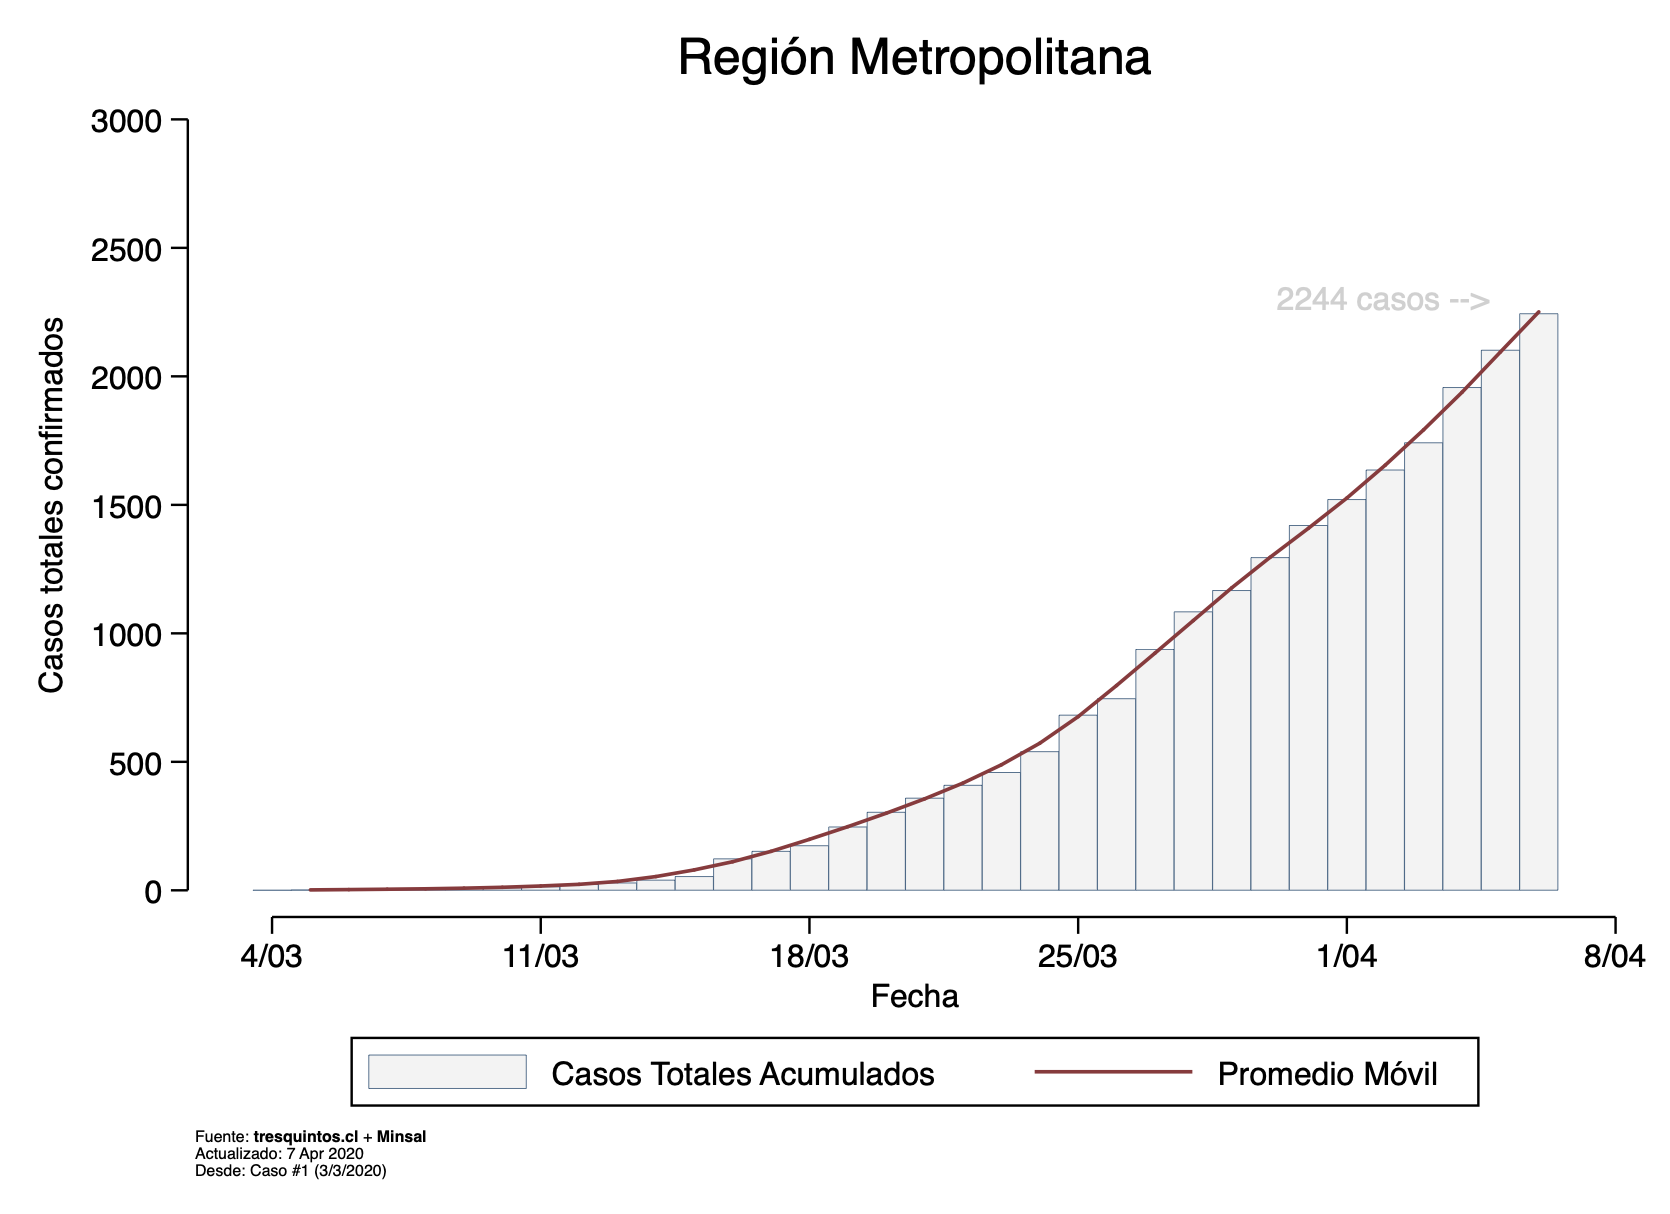 Región Metropolitana
3000
2500
2000
1500
1000
500
0
Casos totales confirmados
2244 casos -->
4/03 11/03 18/03 25/03 1/04 8/04
Fecha
Casos Totales Acumulados Promedio Móvil
Fuente: tresquintos.cl + Minsal
Actualizado: 7 Apr 2020
Desde: Caso #1 (3/3/2020)